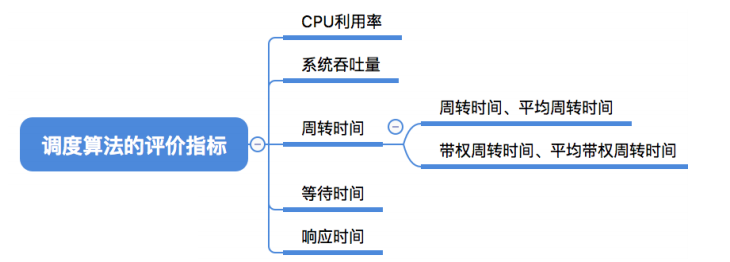 CPU利用率
系统吞吐量
调度算法的评价指标
周转时间
周转时间、平均周转时间
带权周转时间、平均带权周转时间
等待时间
响应时间